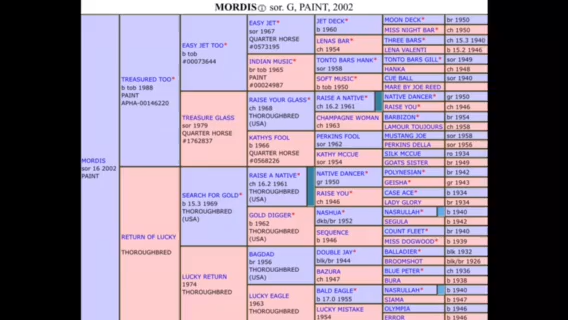 MORDIS ⓘ sor. G, PAINT, 2002
MORDIS
sor 16 2002
PAINT
TREASURED TOO*
b tob 1988
PAINT
APHA-00146220
RETURN OF LUCKY
THOROUGHBRED
EASY JET TOO*
b tob
#00073644
TREASURE GLASS
sor 1979
QUARTER HORSE
#1762837
SEARCH FOR GOLD*
b 15.3 1969
THOROUGHBRED
(USA)
LUCKY RETURN
1974
THOROUGHBRED
EASY JET*
sor 1967
QUARTER HORSE
#0573195
INDIAN MUSIC*
br tob 1965
PAINT
#00024987
RAISE YOUR GLASS*
ch 1968
THOROUGHBRED
(USA)
KATHYS FOOL
b 1966
QUARTER HORSE
#0568226
RAISE A NATIVE*
ch 16.2 1961
THOROUGHBRED
(USA)
GOLD DIGGER*
b 1962
THOROUGHBRED
(USA)
BAGDAD
br 1956
THOROUGHBRED
(USA)
LUCKY EAGLE
1963
THOROUGHBRED
JET DECK*
b 1960
LENAS BAR*
ch 1954
TONTO BARS HANK*
sor 1958
SOFT MUSIC*
b tob 1950
RAISE A NATIVE*
ch 16.2 1961
CHAMPAGNE WOMAN
ch 1963
PERKINS FOOL
sor 1962
KATHY MCCUE
sor 1954
NATIVE DANCER*
gr 1950
RAISE YOU*
ch 1946
NASHUA*
dkb/br 1952
SEQUENCE
b 1946
DOUBLE JAY*
blk/br 1944
BAZURA
ch 1947
BALD EAGLE*
b 17.0 1955
LUCKY MISTAKE
1954
MOON DECK* br 1950
MISS NIGHT BAR* ch 1950
THREE BARS* ch 15.3 1940
LENA VALENTI b 15.2 1946
TONTO BARS GILL* sor 1949
HANKA ch 1948
CUE BALL sor 1940
MARE BY JOE REED
NATIVE DANCER* gr 1950
RAISE YOU* ch 1946
BARBIZON* br 1954
LAMOUR TOUJOURS ch 1958
MUSTANG JOE sor 1958
PERKINS DELLA sor 1956
SILK MCCUE ro 1934
GOATS SISTER br 1949
POLYNESIAN* br 1942
GEISHA* ro 1943
CASE ACE* b 1934
LADY GLORY br 1934
NASRULLAH* b 1940
SEGULA b 1942
COUNT FLEET* br 1940
MISS DOGWOOD* br 1939
BALLADIER* blk 1932
BROOMSHOT blk/br 1926
BLUE PETER* ch 1936
BURA b 1938
NASRULLAH* b 1940
SIAMA b 1947
OLYMPIA b 1946
ERROR b 1946